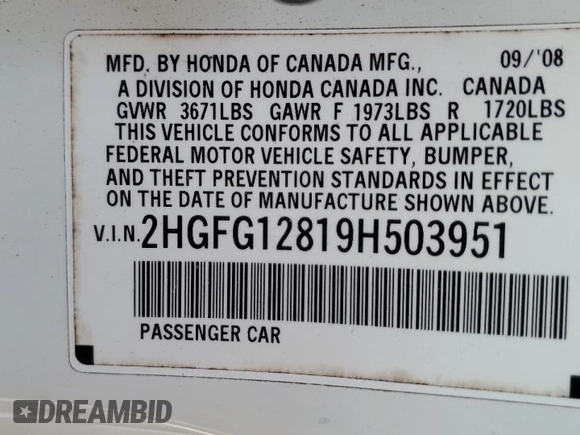 MFD. BY HONDA OF CANADA MFG., 09/'08
A DIVISION OF HONDA CANADA INC. CANADA
GVWR 3671LBS GAWR F 1973LBS R 1720LBS
THIS VEHICLE CONFORMS TO ALL APPLICABLE
FEDERAL MOTOR VEHICLE SAFETY, BUMPER,
AND THEFT PREVENTION STANDARDS IN EFFECT
ON THE DATE OF MANUFACTURE SHOWN ABOVE.
V.I.N. 2HGFG12819H503951
PASSENGER CAR
DREAMBID